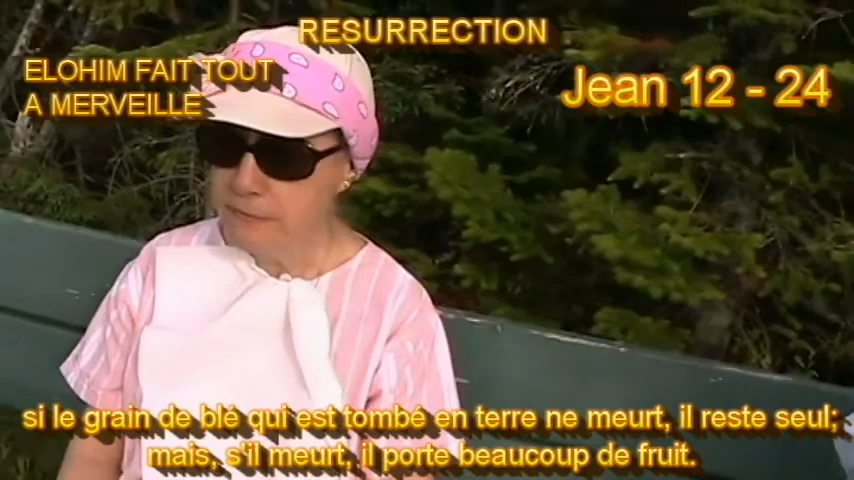 RESURRECTION
ELOHIM FAIT TOUT
A MERVEILLE
Jean 12 - 24
si le grain de blé qui est tombé en terre ne meurt, il reste seul;
mais, s'il meurt, il porte beaucoup de fruit.